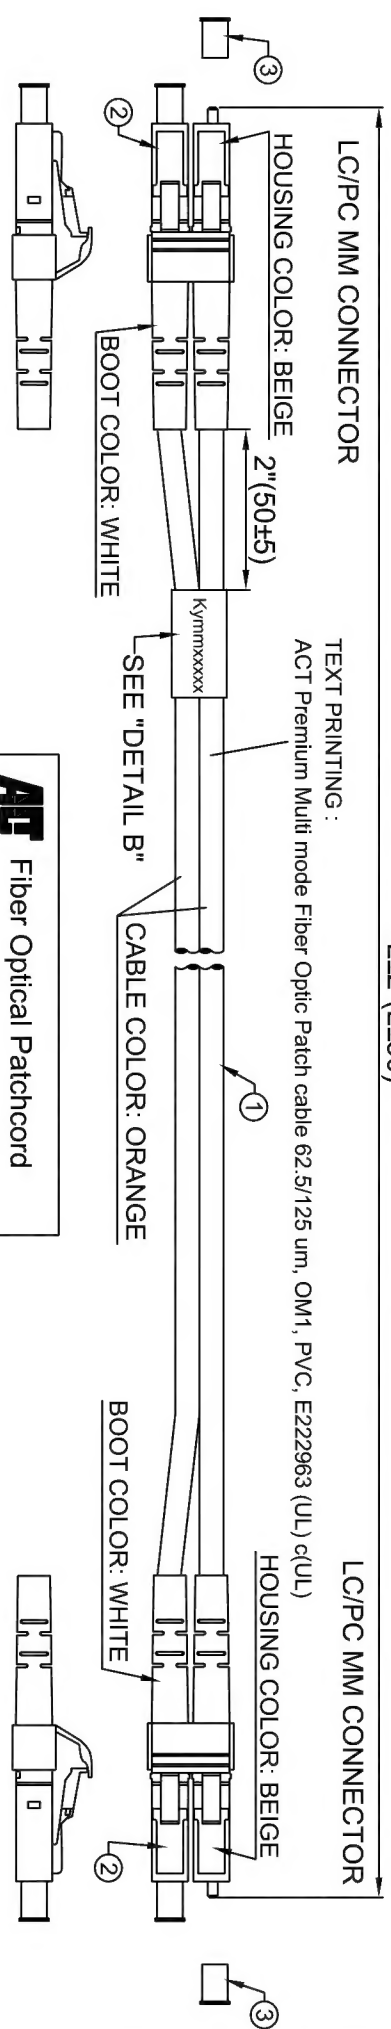 LC/PC MM CONNECTOR
LC/PC MM CONNECTOR
TEXT PRINTING :
ACT Premium Multi mode Fiber Optic Patch cable 62.5/125 um, OM1, PVC, E222963 (UL) c(UL)
③
HOUSING COLOR: BEIGE
2"(50±5)
①
HOUSING COLOR: BEIGE
③
②
Kymmxxxxx
②
BOOT COLOR: WHITE
SEE "DETAIL B"
CABLE COLOR: ORANGE
BOOT COLOR: WHITE
Fiber Optical Patchcord